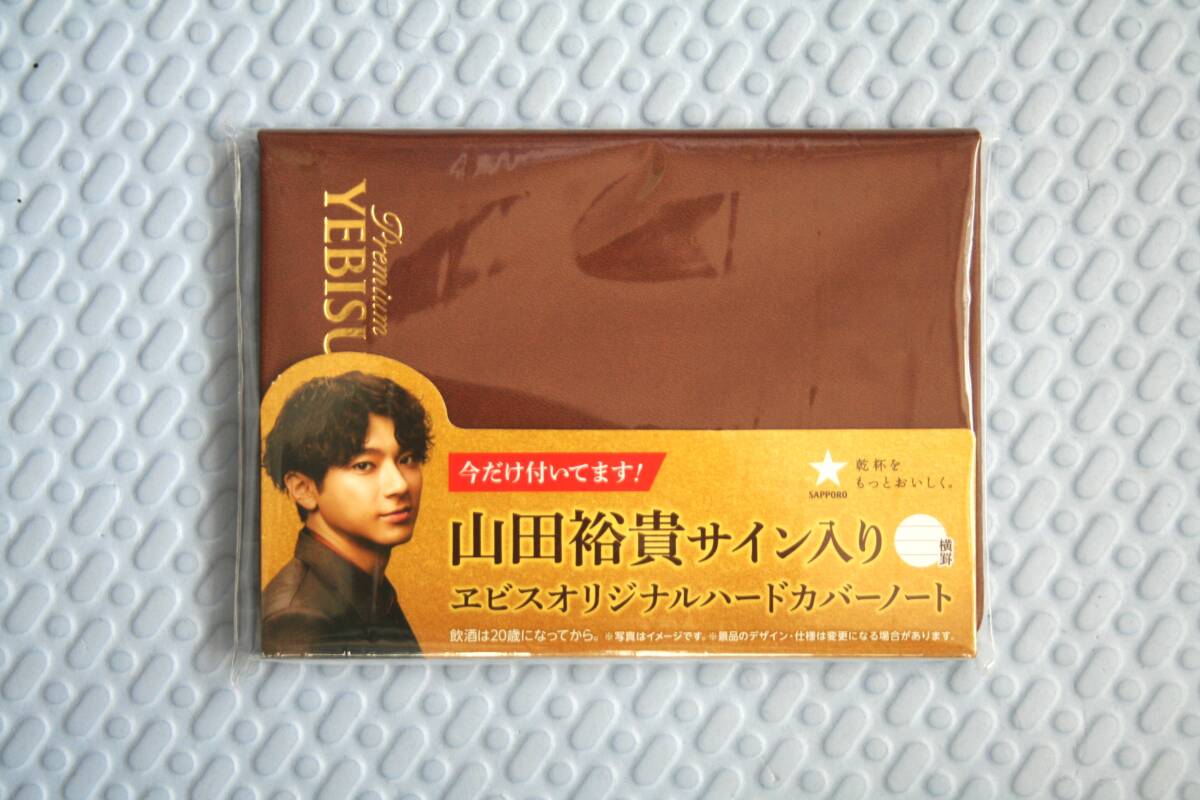 Premium
YEBISU
今だけ付いてます!
SAPPORO
乾杯を
もっとおいしく。
山田裕貴サイン入り
横罫
ヱビスオリジナルハードカバーノート
飲酒は20歳になってから。※写真はイメージです。※景品のデザイン・仕様は変更になる場合があります。